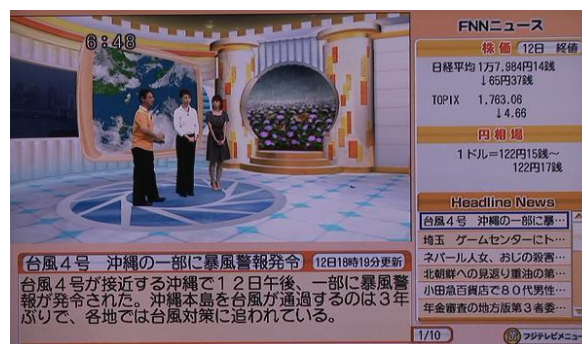 6:48
台風4号 沖縄の一部に暴風警報発令
12日18時19分更新
台風4号が接近する沖縄で12日午後、一部に暴風警
報が発令された。沖縄本島を台風が通過するのは3年
ぶりで、各地では台風対策に追われている。
FNNニュース
株価 12日 終値
日経平均 1万7,984円14銭
↓65円37銭
TOPIX 1,763.06
↓4.66
円相場
1ドル=122円15銭~
122円17銭
Headline News
台風4号 沖縄の一部に暴…
埼玉 ゲームセンターにト…
ネパール人女、おじの殺害…
北朝鮮への見返り重油の第…
小田急百貨店で80代男性…
年金審査の地方版第3者委…
1/10
フジテレビメニュー